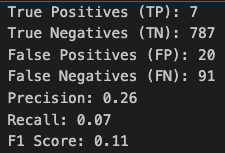 True Positives (TP): 7
True Negatives (TN): 787
False Positives (FP): 20
False Negatives (FN): 91
Precision: 0.26
Recall: 0.07
F1 Score: 0.11